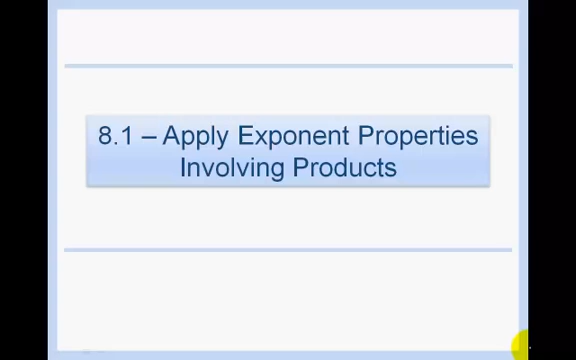 8.1 – Apply Exponent Properties
Involving Products